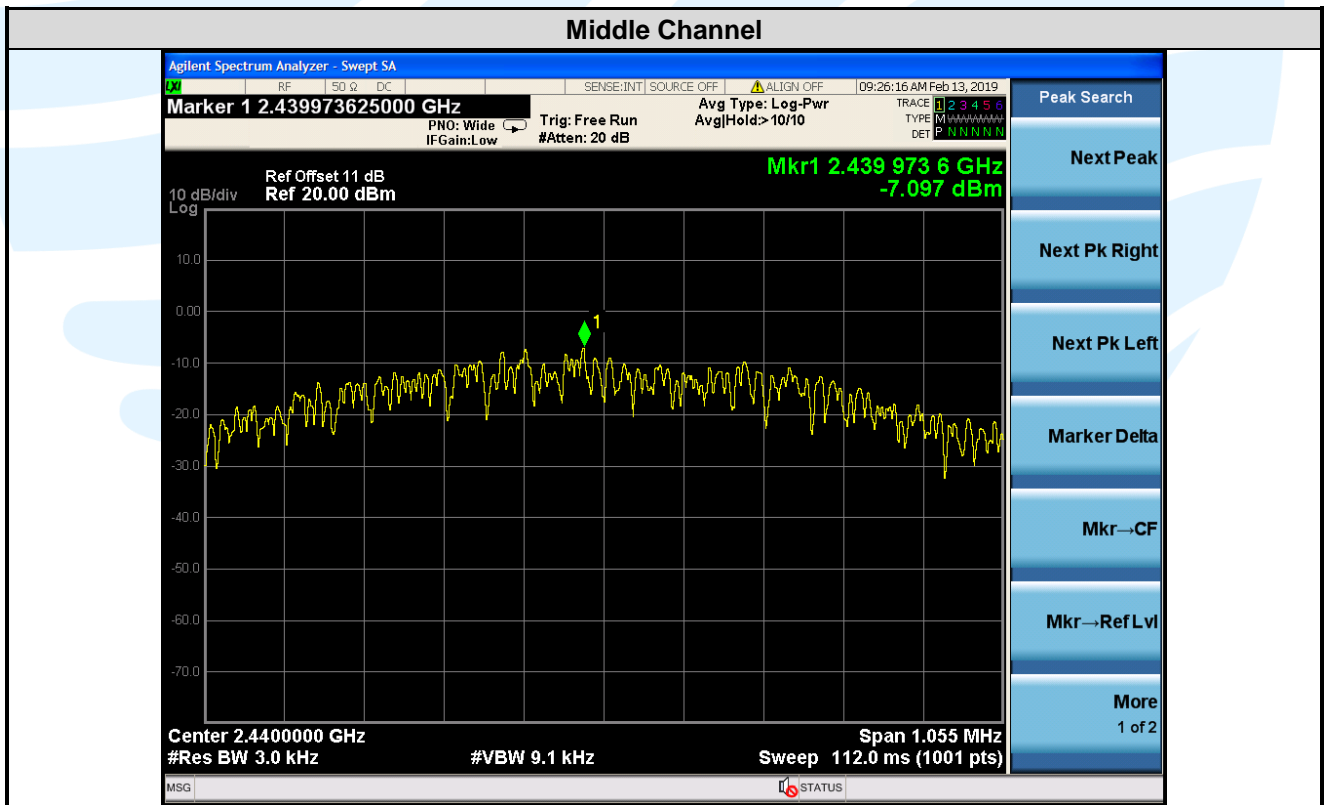 Middle Channel
Agilent Spectrum Analyzer - Swept SA
LXI RF 50 Ω DC SENSE:INT SOURCE OFF ALIGN OFF 09:26:16 AM Feb 13, 2019
Marker 1 2.439973625000 GHz
PNO: Wide
IFGain:Low
Trig: Free Run
#Atten: 20 dB
Avg Type: Log-Pwr
Avg|Hold:>10/10
TRACE 1 2 3 4 5 6
TYPE M WWWWW
DET P N N N N N
Mkr1 2.439 973 6 GHz
-7.097 dBm
Ref Offset 11 dB
10 dB/div Ref 20.00 dBm
Log
10.0
0.00
-10.0
-20.0
-30.0
-40.0
-50.0
-60.0
-70.0
1
Center 2.4400000 GHz Span 1.055 MHz
#Res BW 3.0 kHz #VBW 9.1 kHz Sweep 112.0 ms (1001 pts)
MSG STATUS
Peak Search
Next Peak
Next Pk Right
Next Pk Left
Marker Delta
Mkr→CF
Mkr→Ref Lvl
More
1 of 2